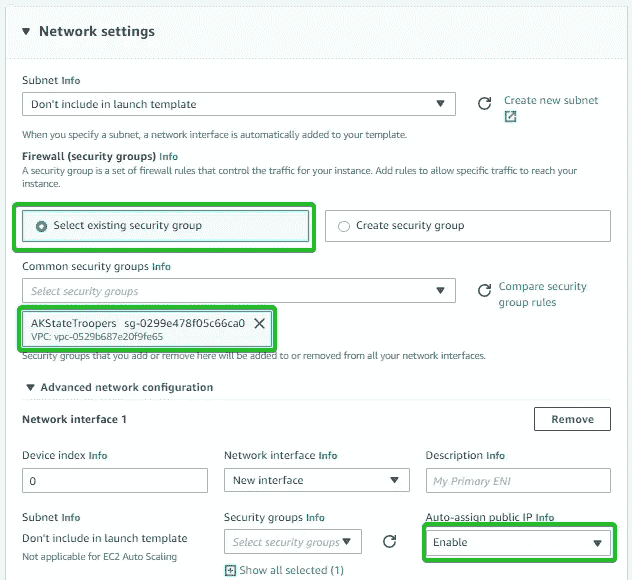 Network settings
Subnet Info
Don't include in launch template
Create new subnet
When you specify a subnet, a network interface is automatically added to your template.
Firewall (security groups) Info
A security group is a set of firewall rules that control the traffic for your instance. Add rules to allow specific traffic to reach your
instance.
Select existing security group
Create security group
Common security groups Info
Select security groups
Compare security
group rules
AKStateTroopers sg-0299e478f05c66ca0
VPC: vpc-0529b687e20f9fe65
Security groups that you add or remove here will be added to or removed from all your network interfaces.
Advanced network configuration
Network interface 1
Remove
Device index Info
Network interface Info
Description Info
0
New interface
My Primary ENI
Subnet Info
Security groups Info
Auto-assign public IP Info
Don't include in launch template
Select security groups
Enable
Not applicable for EC2 Auto Scaling
Show all selected (1)